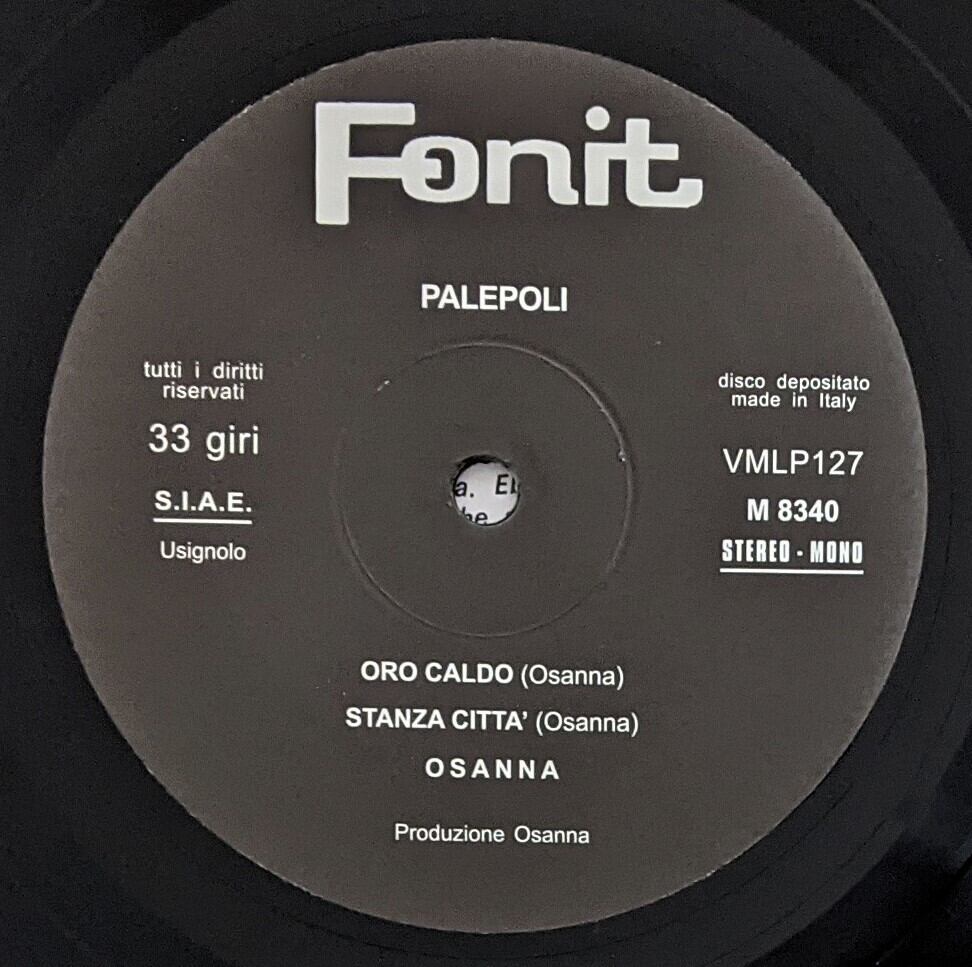 Fonit
PALEPOLI
tutti i diritti
riservati
33 giri
S.I.A.E.
Usignolo
disco depositato
made in Italy
VMLP127
M 8340
STEREO - MONO
a. E
he
ORO CALDO (Osanna)
STANZA CITTA' (Osanna)
OSANNA
Produzione Osanna